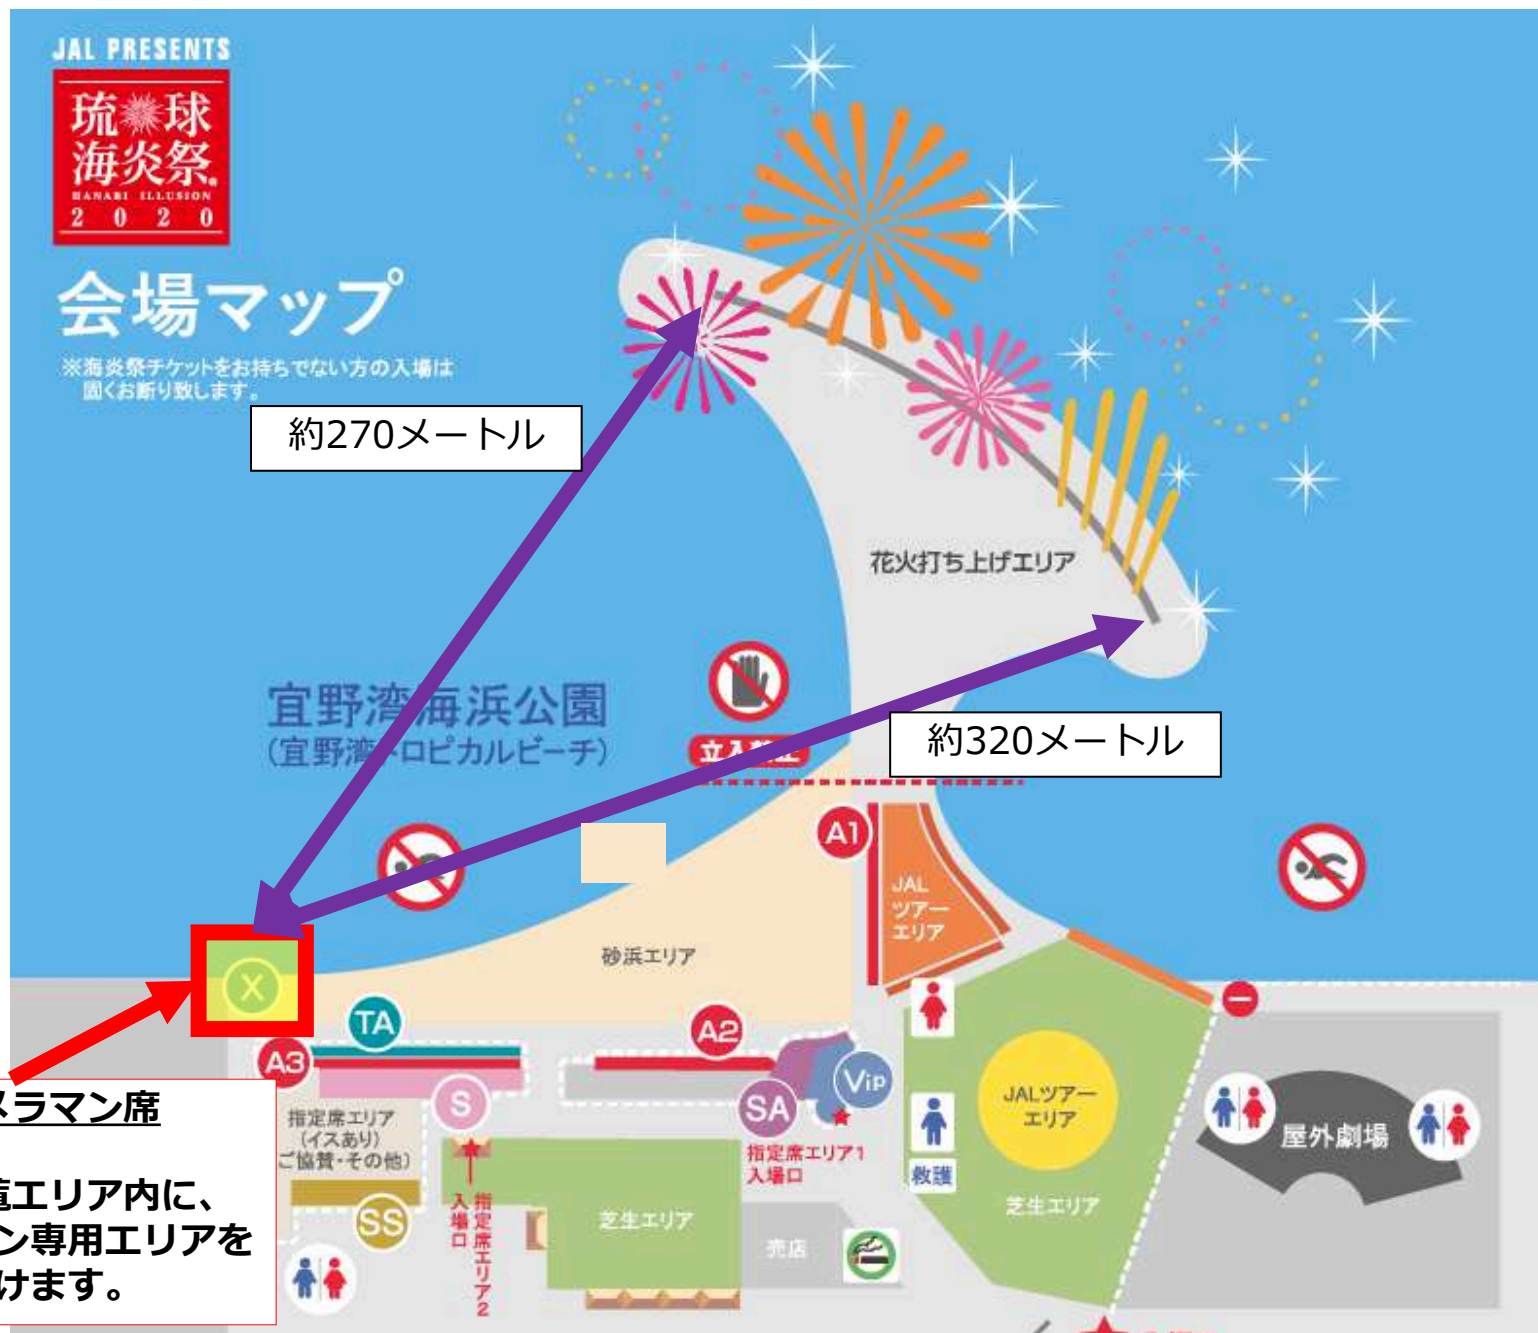 JAL PRESENTS
琉球
海炎祭®
HANABI ILLUSION
2020
会場マップ
※海炎祭チケットをお持ちでない方の入場は
固くお断り致します。
約270メートル
花火打ち上げエリア
宜野湾海浜公園
(宜野湾トロピカルビーチ)
約320メートル
A1
JAL
ツアー
エリア
砂浜エリア
X
TA
A2
A3
S
SA
Vip
指定席エリア
(イスあり)
ご協賛・その他)
SS
指定席エリア2
入場口
指定席エリア1
入場口
救護
JALツアー
エリア
芝生エリア
屋外劇場
芝生エリア
売店
メラマン席
エリア内に、
ン専用エリアを
けます。